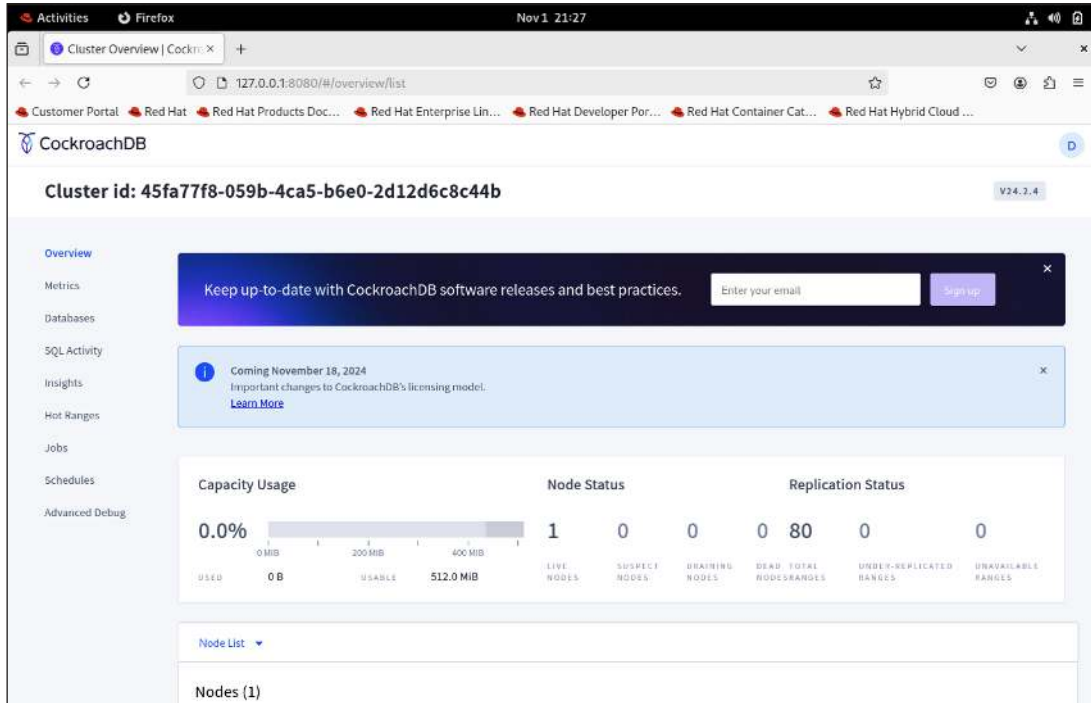 Activities Firefox Nov 1 21:27
Cluster Overview | Cockr
127.0.0.1:8080/#/overview/list
Customer Portal Red Hat Red Hat Products Doc... Red Hat Enterprise Lin... Red Hat Developer Por... Red Hat Container Cat... Red Hat Hybrid Cloud ...
CockroachDB D
Cluster id: 45fa77f8-059b-4ca5-b6e0-2d12d6c8c44b V24.2.4
Overview
Metrics
Databases
SQL Activity
Insights
Hot Ranges
Jobs
Schedules
Advanced Debug
Keep up-to-date with CockroachDB software releases and best practices. Enter your email Sign up
Coming November 18, 2024
Important changes to CockroachDB's licensing model.
Learn More
Capacity Usage Node Status Replication Status
0.0% 1 0 0 0 80 0 0
0 MIB 200 MIB 400 MIB
USED 0 B USABLE 512.0 MiB
LIVE NODES
SUSPECT NODES
DRAINING NODES
DEAD NODES
TOTAL RANGES
UNDER-REPLICATED RANGES
UNAVAILABLE RANGES
Node List
Nodes (1)